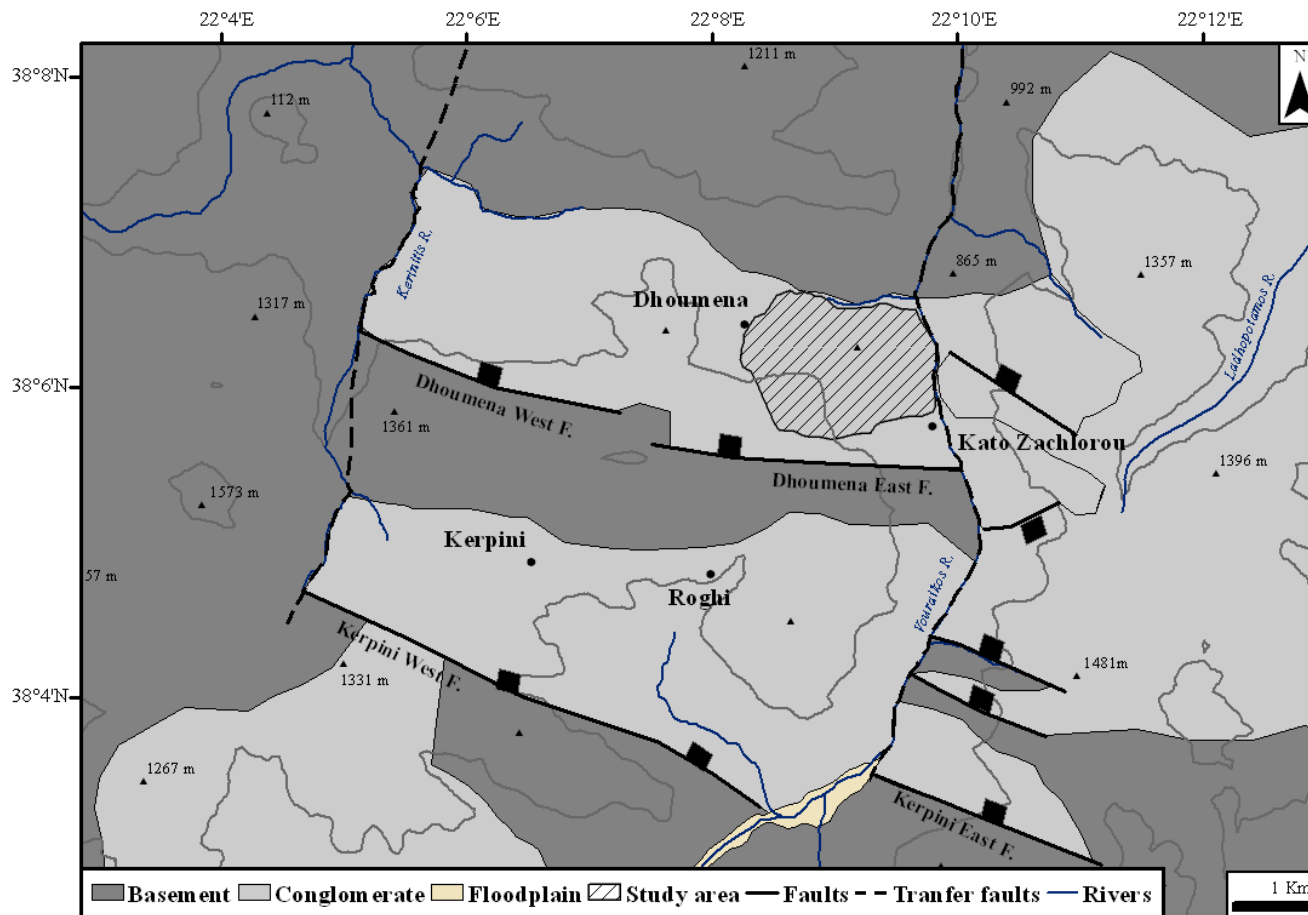 22°4'E 22°6'E 22°8'E 22°10'E 22°12'E
38°8'N
1211 m
N
992 m
112 m
Kerinitis R.
865 m
1357 m
Ladhopotamos R.
1317 m
Dhoumena
38°6'N
Dhoumena West F.
1361 m
Kato Zachlorou
1396 m
Dhoumena East F.
1573 m
Kerpini
57 m
Roghi
Vouraikos R.
Kerpini West F.
1331 m
1481m
38°4'N
1267 m
Kerpini East F.
Basement Conglomerate Floodplain Study area Faults Tranfer faults Rivers
1 Km